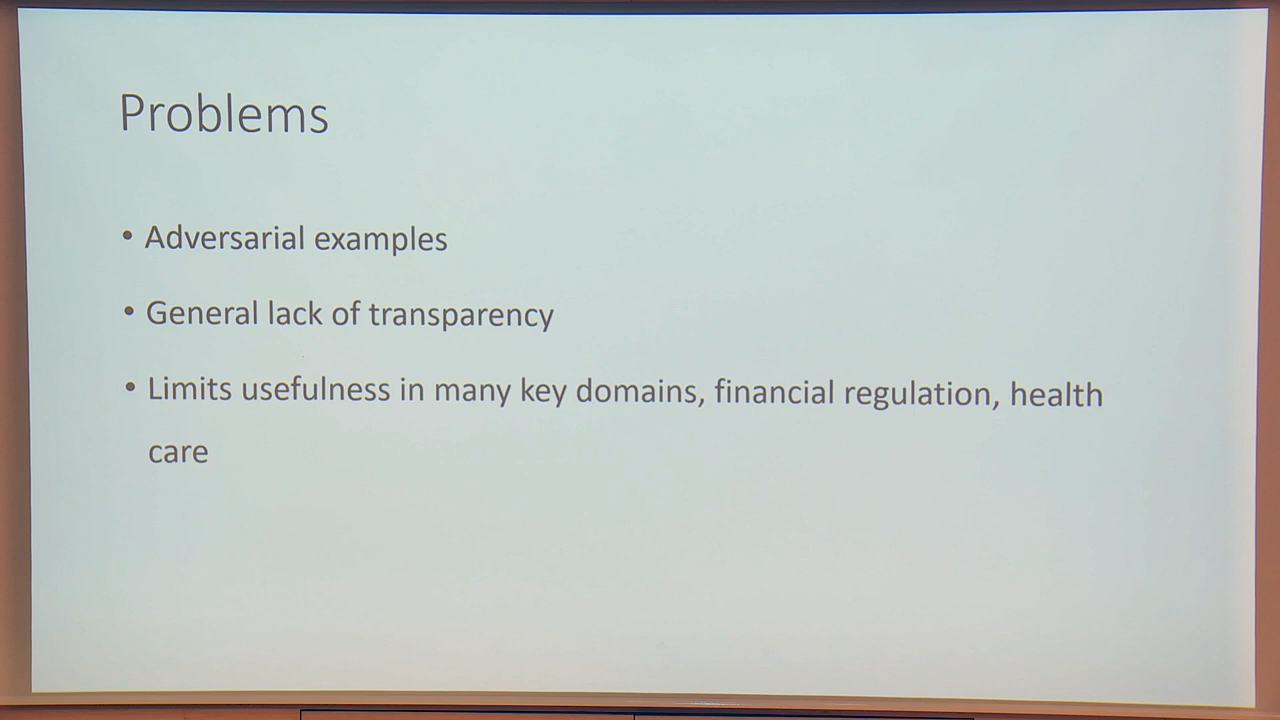 Problems
• Adversarial examples
• General lack of transparency
• Limits usefulness in many key domains, financial regulation, health
care